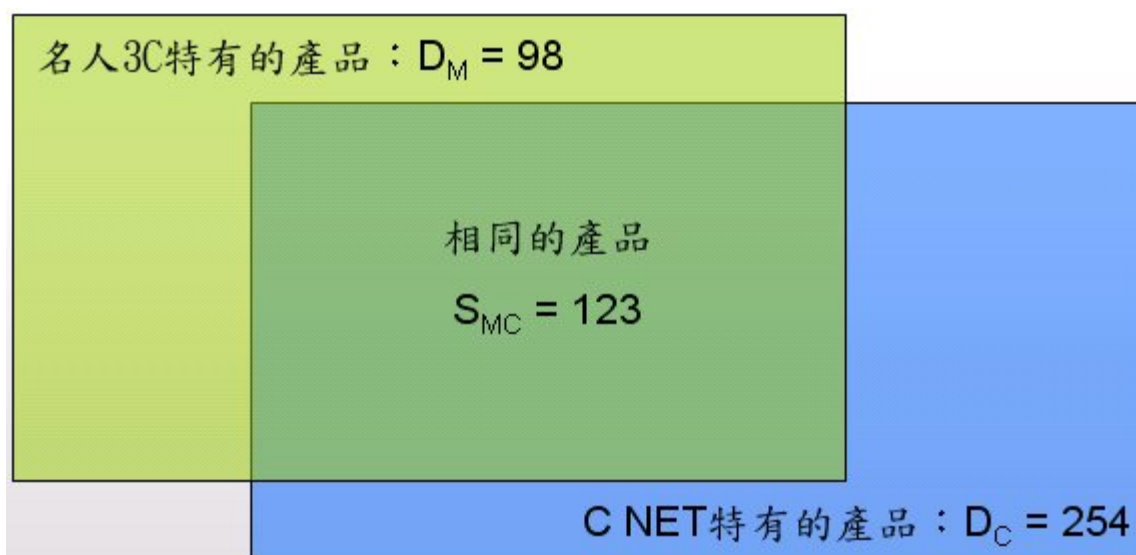 名人3C特有的產品：D_M = 98
相同的產品
S_MC = 123
C NET特有的產品：D_C = 254